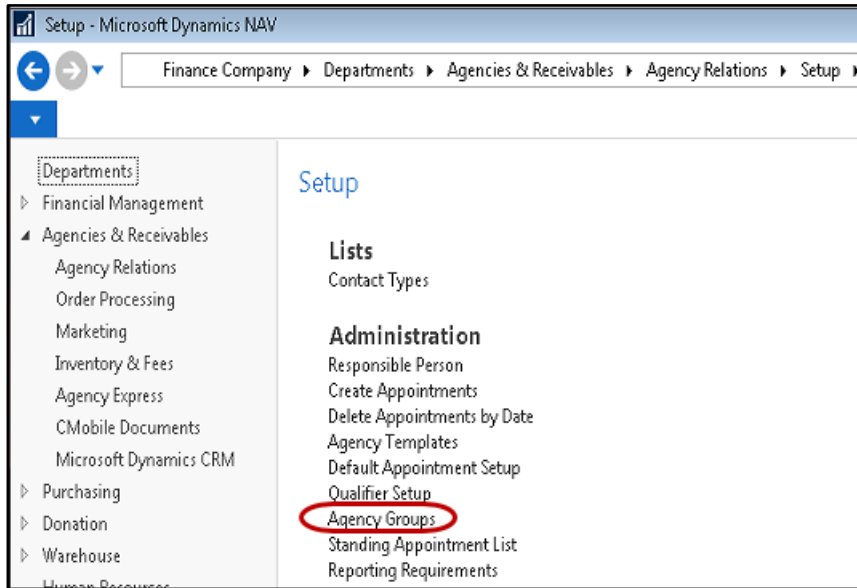 Setup - Microsoft Dynamics NAV
Finance Company ▸ Departments ▸ Agencies & Receivables ▸ Agency Relations ▸ Setup ▸
Departments
Financial Management
Agencies & Receivables
Agency Relations
Order Processing
Marketing
Inventory & Fees
Agency Express
CMobile Documents
Microsoft Dynamics CRM
Purchasing
Donation
Warehouse
Human Resources
Setup
Lists
Contact Types
Administration
Responsible Person
Create Appointments
Delete Appointments by Date
Agency Templates
Default Appointment Setup
Qualifier Setup
Agency Groups
Standing Appointment List
Reporting Requirements